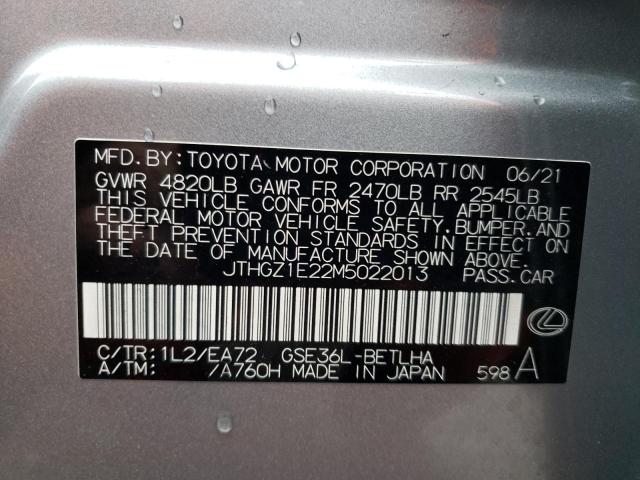 MFD. BY: TOYOTA MOTOR CORPORATION 06/21
GVWR 4820LB GAWR FR 2470LB RR 2545LB
THIS VEHICLE CONFORMS TO ALL APPLICABLE
FEDERAL MOTOR VEHICLE SAFETY, BUMPER, AND
THEFT PREVENTION STANDARDS IN EFFECT ON
THE DATE OF MANUFACTURE SHOWN ABOVE.
JTHGZ1E22M5022013 PASS. CAR
C/TR: 1L2/EA72 GSE36L-BETLHA
A/TM: /A760H MADE IN JAPAN 598 A